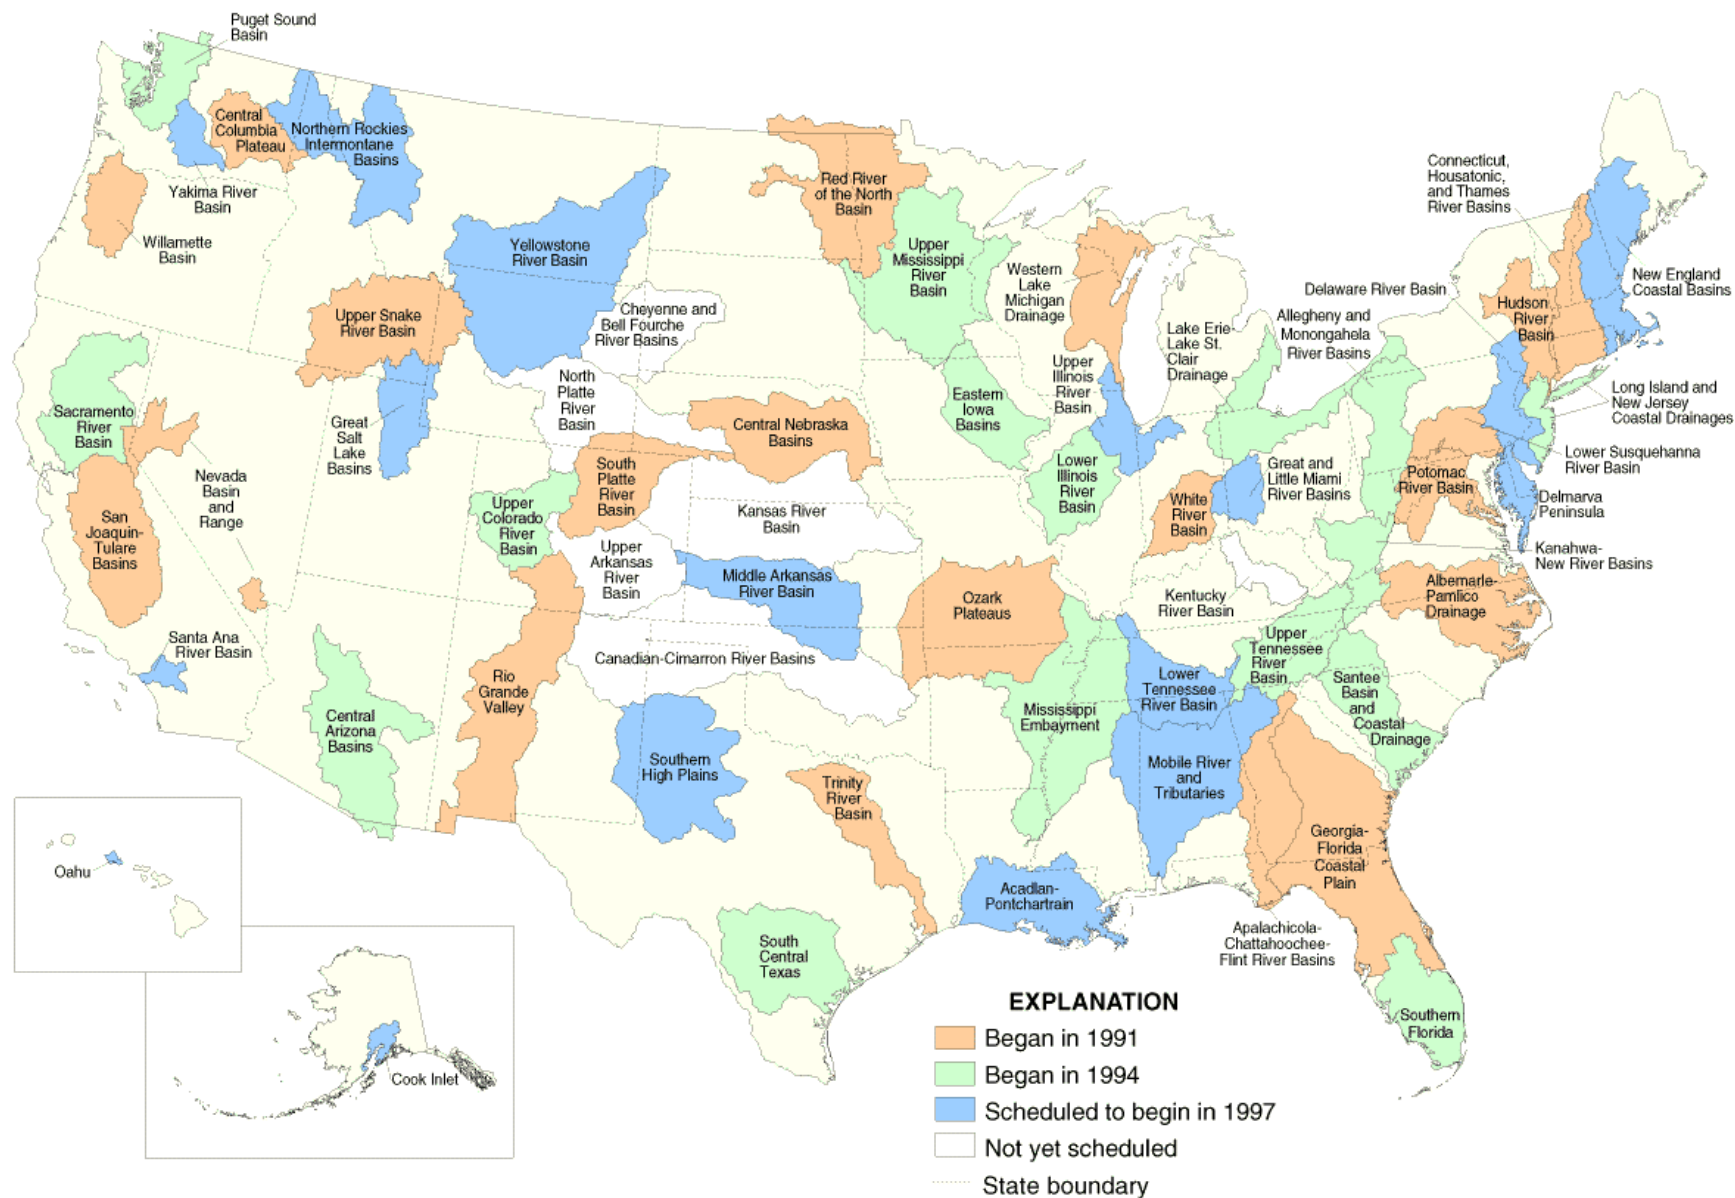 Puget Sound
Basin
Central
Columbia
Plateau
Northern Rockies
Intermontane
Basins
Yakima River
Basin
Willamette
Basin
Red River
of the North
Basin
Connecticut,
Housatonic,
and Thames
River Basins
Yellowstone
River Basin
Upper
Mississippi
River
Basin
Western
Lake
Michigan
Drainage
New England
Coastal Basins
Delaware River Basin
Hudson
River
Basin
Upper Snake
River Basin
Cheyenne and
Bell Fourche
River Basins
Allegheny and
Monongahela
River Basins
Lake Erie-
Lake St.
Clair
Drainage
Upper
Illinois
River
Basin
North
Platte
River
Basin
Eastern
Iowa
Basins
Long Island and
New Jersey
Coastal Drainages
Sacramento
River
Basin
Great
Salt
Lake
Basins
Central Nebraska
Basins
Lower Susquehanna
River Basin
Nevada
Basin
and
Range
South
Platte
River
Basin
Lower
Illinois
River
Basin
Great and
Little Miami
River Basins
Potomac
River Basin
Delmarva
Peninsula
White
River
Basin
San
Joaquin-
Tulare
Basins
Upper
Colorado
River
Basin
Kansas River
Basin
Upper
Arkansas
River
Basin
Kanahwa-
New River Basins
Middle Arkansas
River Basin
Ozark
Plateaus
Kentucky
River Basin
Albemarle-
Pamlico
Drainage
Santa Ana
River Basin
Canadian-Cimarron River Basins
Upper
Tennessee
River
Basin
Rio
Grande
Valley
Lower
Tennessee
River Basin
Santee
Basin
and
Coastal
Drainage
Central
Arizona
Basins
Mississippi
Embayment
Southern
High Plains
Mobile River
and
Tributaries
Trinity
River
Basin
Georgia-
Florida
Coastal
Plain
Oahu
Acadlan-
Pontchartrain
Apalachicola-
Chattahoochee-
Flint River Basins
South
Central
Texas
Southern
Florida
Cook Inlet
EXPLANATION
Began in 1991
Began in 1994
Scheduled to begin in 1997
Not yet scheduled
State boundary